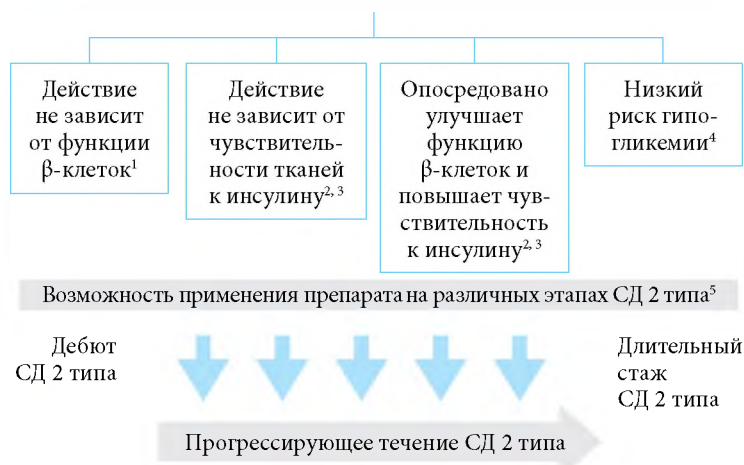 Действие
не зависит
от функции
β-клеток¹
Действие
не зависит от
чувствитель-
ности тканей
к инсулину²,³
Опосредовано
улучшает
функцию
β-клеток и
повышает чув-
ствительность
к инсулину²,³
Низкий
риск гипо-
гликемии⁴
Возможность применения препарата на различных этапах СД 2 типа⁵
Дебют
СД 2 типа
Длительный
стаж
СД 2 типа
Прогрессирующее течение СД 2 типа